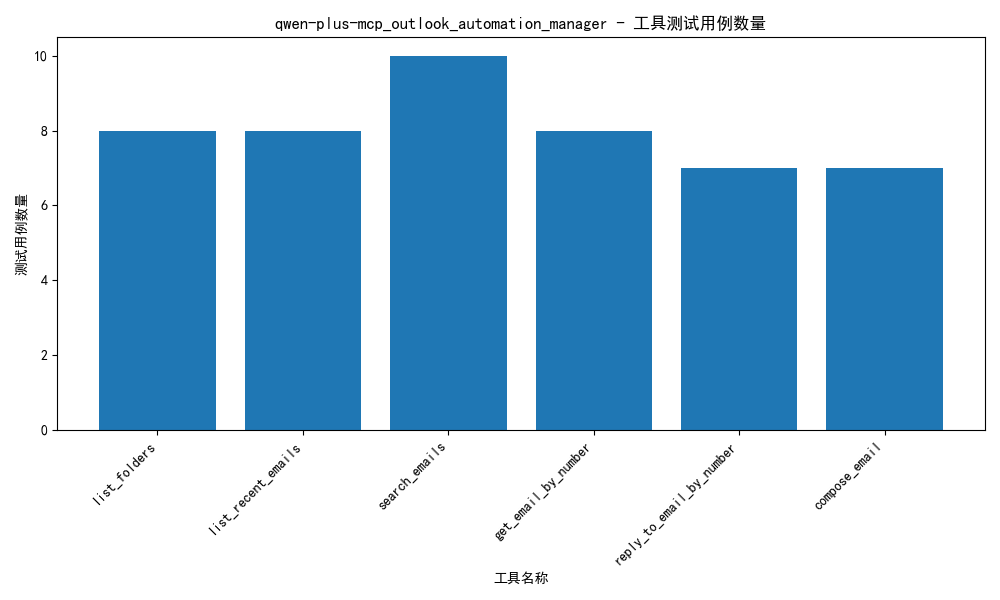 qwen-plus-mcp_outlook_automation_manager - 工具测试用例数量
测试用例数量
10
8
6
4
2
0
list_folders
list_recent_emails
search_emails
get_email_by_number
reply_to_email_by_number
compose_email
工具名称